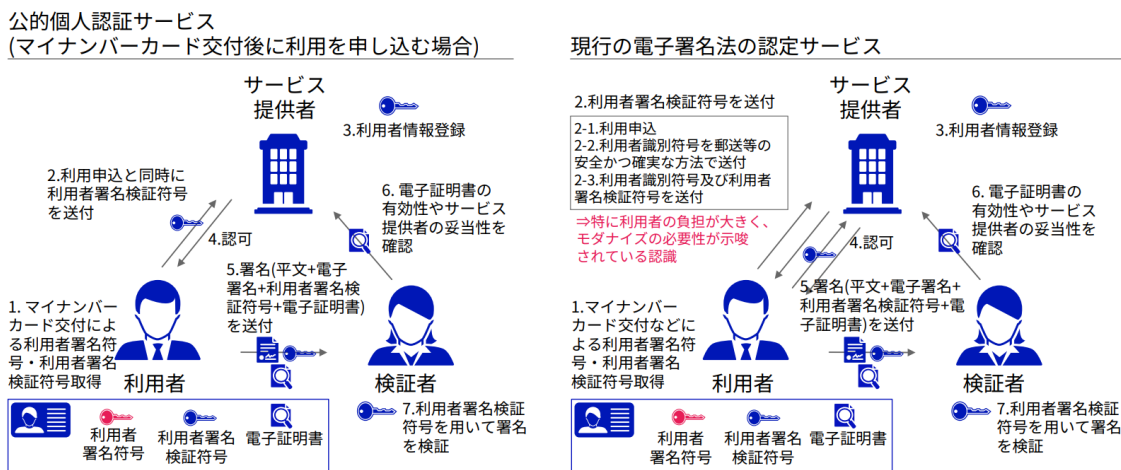 公的個人認証サービス
(マイナンバーカード交付後に利用を申し込む場合)
サービス
提供者
3.利用者情報登録
2.利用申込と同時に
利用者署名検証符号
を送付
6. 電子証明書の
有効性やサービス
提供者の妥当性を
確認
4.認可
5.署名(平文+電子
署名+利用者署名検
証符号+電子証明書)
を送付
1. マイナンバー
カード交付によ
る利用者署名符
号・利用者署名
検証符号取得
利用者
検証者
7.利用者署名検証
符号を用いて署名
を検証
利用者
署名符号
利用者署名
検証符号
電子証明書
現行の電子署名法の認定サービス
サービス
提供者
2.利用者署名検証符号を送付
3.利用者情報登録
2-1.利用申込
2-2.利用者識別符号を郵送等の
安全かつ確実な方法で送付
2-3.利用者識別符号及び利用者
署名検証符号を送付
⇒特に利用者の負担が大きく、
モダナイズの必要性が示唆
されている認識
6. 電子証明書の
有効性やサービス
提供者の妥当性を
確認
4.認可
5.署名(平文+電子署名+
利用者署名検証符号+電
子証明書)を送付
1.マイナンバー
カード交付などに
よる利用者署名符
号・利用者署名
検証符号取得
利用者
検証者
7.利用者署名検証
符号を用いて署名
を検証
利用者
署名符号
利用者署名
検証符号
電子証明書